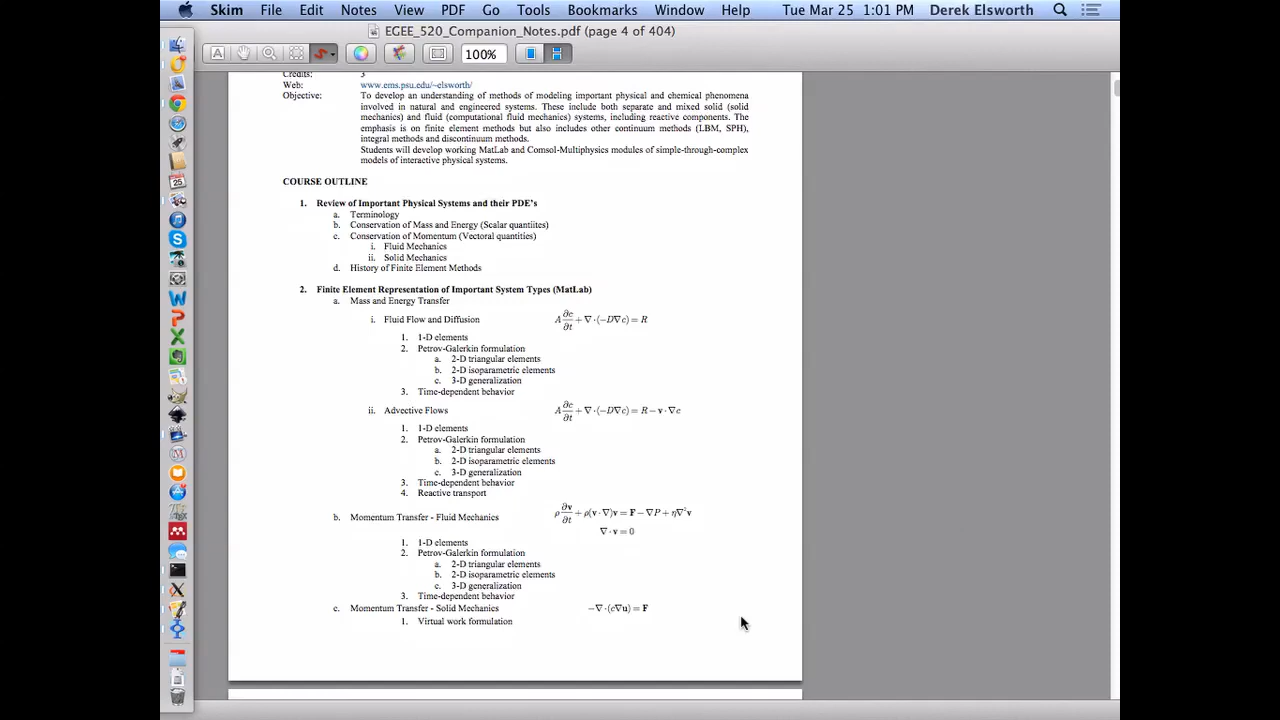 Skim File Edit Notes View PDF Go Tools Bookmarks Window Help Tue Mar 25 1:01 PM Derek Elsworth
EGEE_520_Companion_Notes.pdf (page 4 of 404)
100%
Credits: 3
Web: www.ems.psu.edu/~elsworth/
Objective: To develop an understanding of methods of modeling important physical and chemical phenomena
involved in natural and engineered systems. These include both separate and mixed solid (solid
mechanics) and fluid (computational fluid mechanics) systems, including reactive components. The
emphasis is on finite element methods but also includes other continuum methods (LBM, SPH),
integral methods and discontinuum methods.
Students will develop working MatLab and Comsol-Multiphysics modules of simple-through-complex
models of interactive physical systems.
COURSE OUTLINE
1. Review of Important Physical Systems and their PDE's
a. Terminology
b. Conservation of Mass and Energy (Scalar quantiites)
c. Conservation of Momentum (Vectoral quantities)
i. Fluid Mechanics
ii. Solid Mechanics
d. History of Finite Element Methods
2. Finite Element Representation of Important System Types (MatLab)
a. Mass and Energy Transfer
i. Fluid Flow and Diffusion A ∂c/∂t + ∇·(−D∇c) = R
1. 1-D elements
2. Petrov-Galerkin formulation
a. 2-D triangular elements
b. 2-D isoparametric elements
c. 3-D generalization
3. Time-dependent behavior
ii. Advective Flows A ∂c/∂t + ∇·(−D∇c) = R − v·∇c
1. 1-D elements
2. Petrov-Galerkin formulation
a. 2-D triangular elements
b. 2-D isoparametric elements
c. 3-D generalization
3. Time-dependent behavior
4. Reactive transport
b. Momentum Transfer - Fluid Mechanics ρ ∂v/∂t + ρ(v·∇)v = F − ∇P + η∇²v
∇·v = 0
1. 1-D elements
2. Petrov-Galerkin formulation
a. 2-D triangular elements
b. 2-D isoparametric elements
c. 3-D generalization
3. Time-dependent behavior
c. Momentum Transfer - Solid Mechanics −∇·(c∇u) = F
1. Virtual work formulation